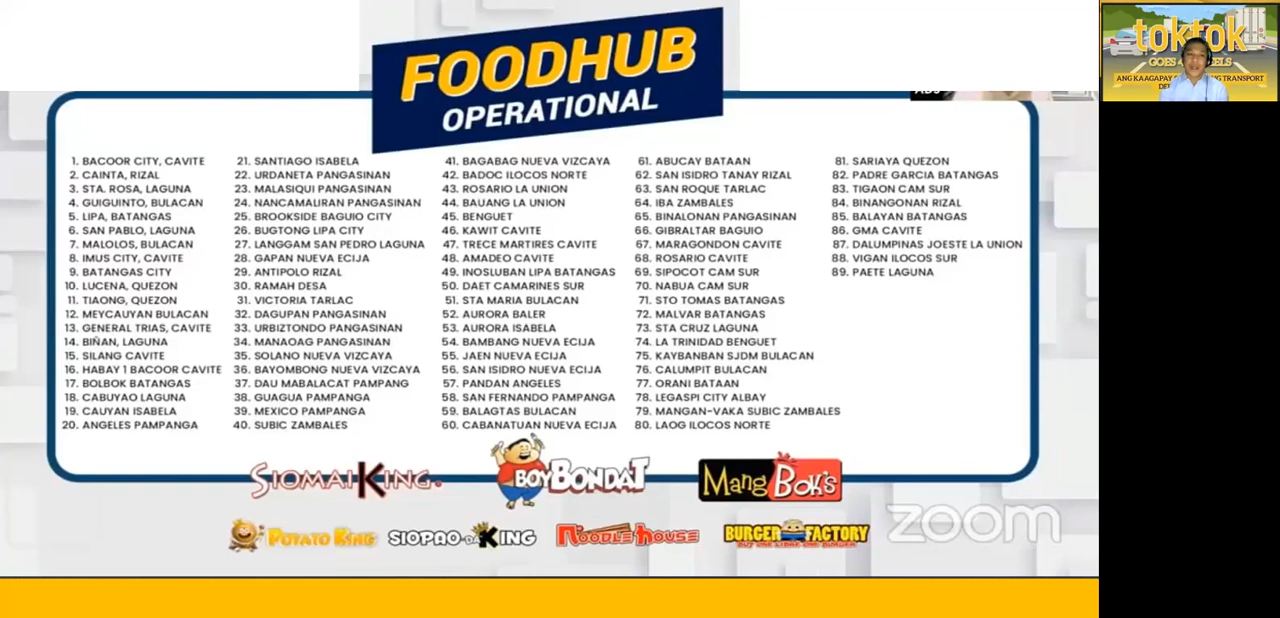 FOODHUB
OPERATIONAL
1. BACOOR CITY, CAVITE
2. CAINTA, RIZAL
3. STA. ROSA, LAGUNA
4. GUIGUINTO, BULACAN
5. LIPA, BATANGAS
6. SAN PABLO, LAGUNA
7. MALOLOS, BULACAN
8. IMUS CITY, CAVITE
9. BATANGAS CITY
10. LUCENA, QUEZON
11. TIAONG, QUEZON
12. MEYCAUYAN BULACAN
13. GENERAL TRIAS, CAVITE
14. BIÑAN, LAGUNA
15. SILANG CAVITE
16. HABAY 1 BACOOR CAVITE
17. BOLBOK BATANGAS
18. CABUYAO LAGUNA
19. CAUYAN ISABELA
20. ANGELES PAMPANGA
21. SANTIAGO ISABELA
22. URDANETA PANGASINAN
23. MALASIQUI PANGASINAN
24. NANCAMALIRAN PANGASINAN
25. BROOKSIDE BAGUIO CITY
26. BUGTONG LIPA CITY
27. LANGGAM SAN PEDRO LAGUNA
28. GAPAN NUEVA ECIJA
29. ANTIPOLO RIZAL
30. RAMAH DESA
31. VICTORIA TARLAC
32. DAGUPAN PANGASINAN
33. URBIZTONDO PANGASINAN
34. MANAOAG PANGASINAN
35. SOLANO NUEVA VIZCAYA
36. BAYOMBONG NUEVA VIZCAYA
37. DAU MABALACAT PAMPANG
38. GUAGUA PAMPANGA
39. MEXICO PAMPANGA
40. SUBIC ZAMBALES
41. BAGABAG NUEVA VIZCAYA
42. BADOC ILOCOS NORTE
43. ROSARIO LA UNION
44. BAUANG LA UNION
45. BENGUET
46. KAWIT CAVITE
47. TRECE MARTIRES CAVITE
48. AMADEO CAVITE
49. INOSLUBAN LIPA BATANGAS
50. DAET CAMARINES SUR
51. STA MARIA BULACAN
52. AURORA BALER
53. AURORA ISABELA
54. BAMBANG NUEVA ECIJA
55. JAEN NUEVA ECIJA
56. SAN ISIDRO NUEVA ECIJA
57. PANDAN ANGELES
58. SAN FERNANDO PAMPANGA
59. BALAGTAS BULACAN
60. CABANATUAN NUEVA ECIJA
61. ABUCAY BATAAN
62. SAN ISIDRO TANAY RIZAL
63. SAN ROQUE TARLAC
64. IBA ZAMBALES
65. BINALONAN PANGASINAN
66. GIBRALTAR BAGUIO
67. MARAGONDON CAVITE
68. ROSARIO CAVITE
69. SIPOCOT CAM SUR
70. NABUA CAM SUR
71. STO TOMAS BATANGAS
72. MALVAR BATANGAS
73. STA CRUZ LAGUNA
74. LA TRINIDAD BENGUET
75. KAYBANBAN SJDM BULACAN
76. CALUMPIT BULACAN
77. ORANI BATAAN
78. LEGASPI CITY ALBAY
79. MANGAN-VAKA SUBIC ZAMBALES
80. LAOG ILOCOS NORTE
81. SARIAYA QUEZON
82. PADRE GARCIA BATANGAS
83. TIGAON CAM SUR
84. BINANGONAN RIZAL
85. BALAYAN BATANGAS
86. GMA CAVITE
87. DALUMPINAS JOESTE LA UNION
88. VIGAN ILOCOS SUR
89. PAETE LAGUNA
SIOMAI KING
BOY BONDAT
MANG BOK'S
POTATO KING
SIOPAO DA KING
NOODLE HOUSE
BURGER FACTORY
BUY ONE LIBRE ONE BURGER
zoom
toktok
GOES
ANG KAAGAPAY
TRANSPORT